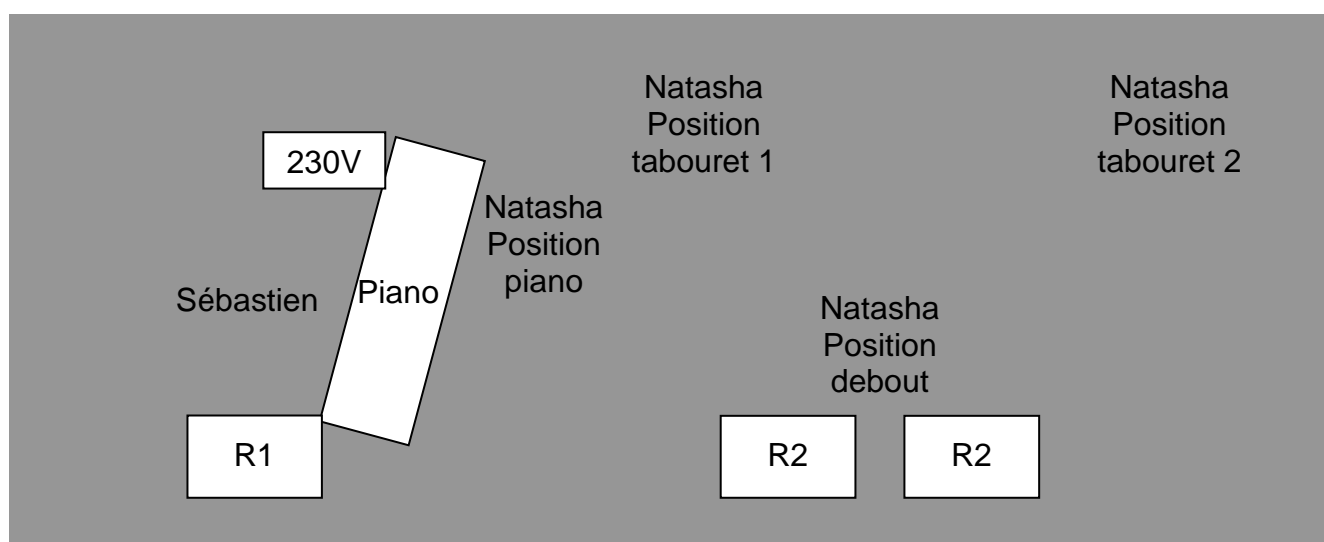 Natasha
Position
tabouret 1
Natasha
Position
tabouret 2
230V
Natasha
Position
piano
Sébastien
Piano
Natasha
Position
debout
R1
R2
R2